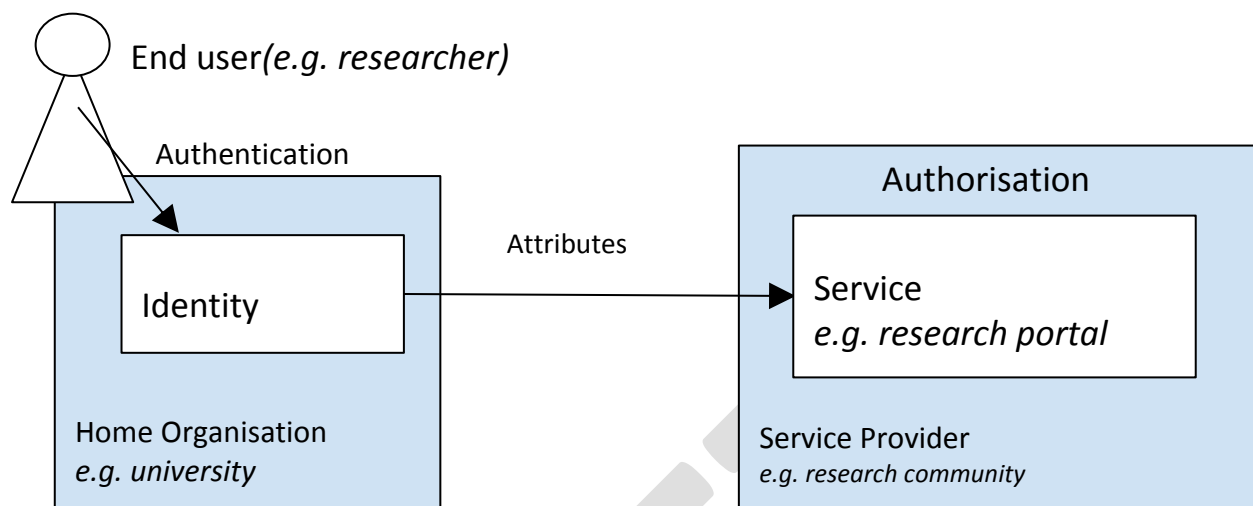 End user(e.g. researcher)
Authentication
Identity
Home Organisation
e.g. university
Attributes
Authorisation
Service
e.g. research portal
Service Provider
e.g. research community